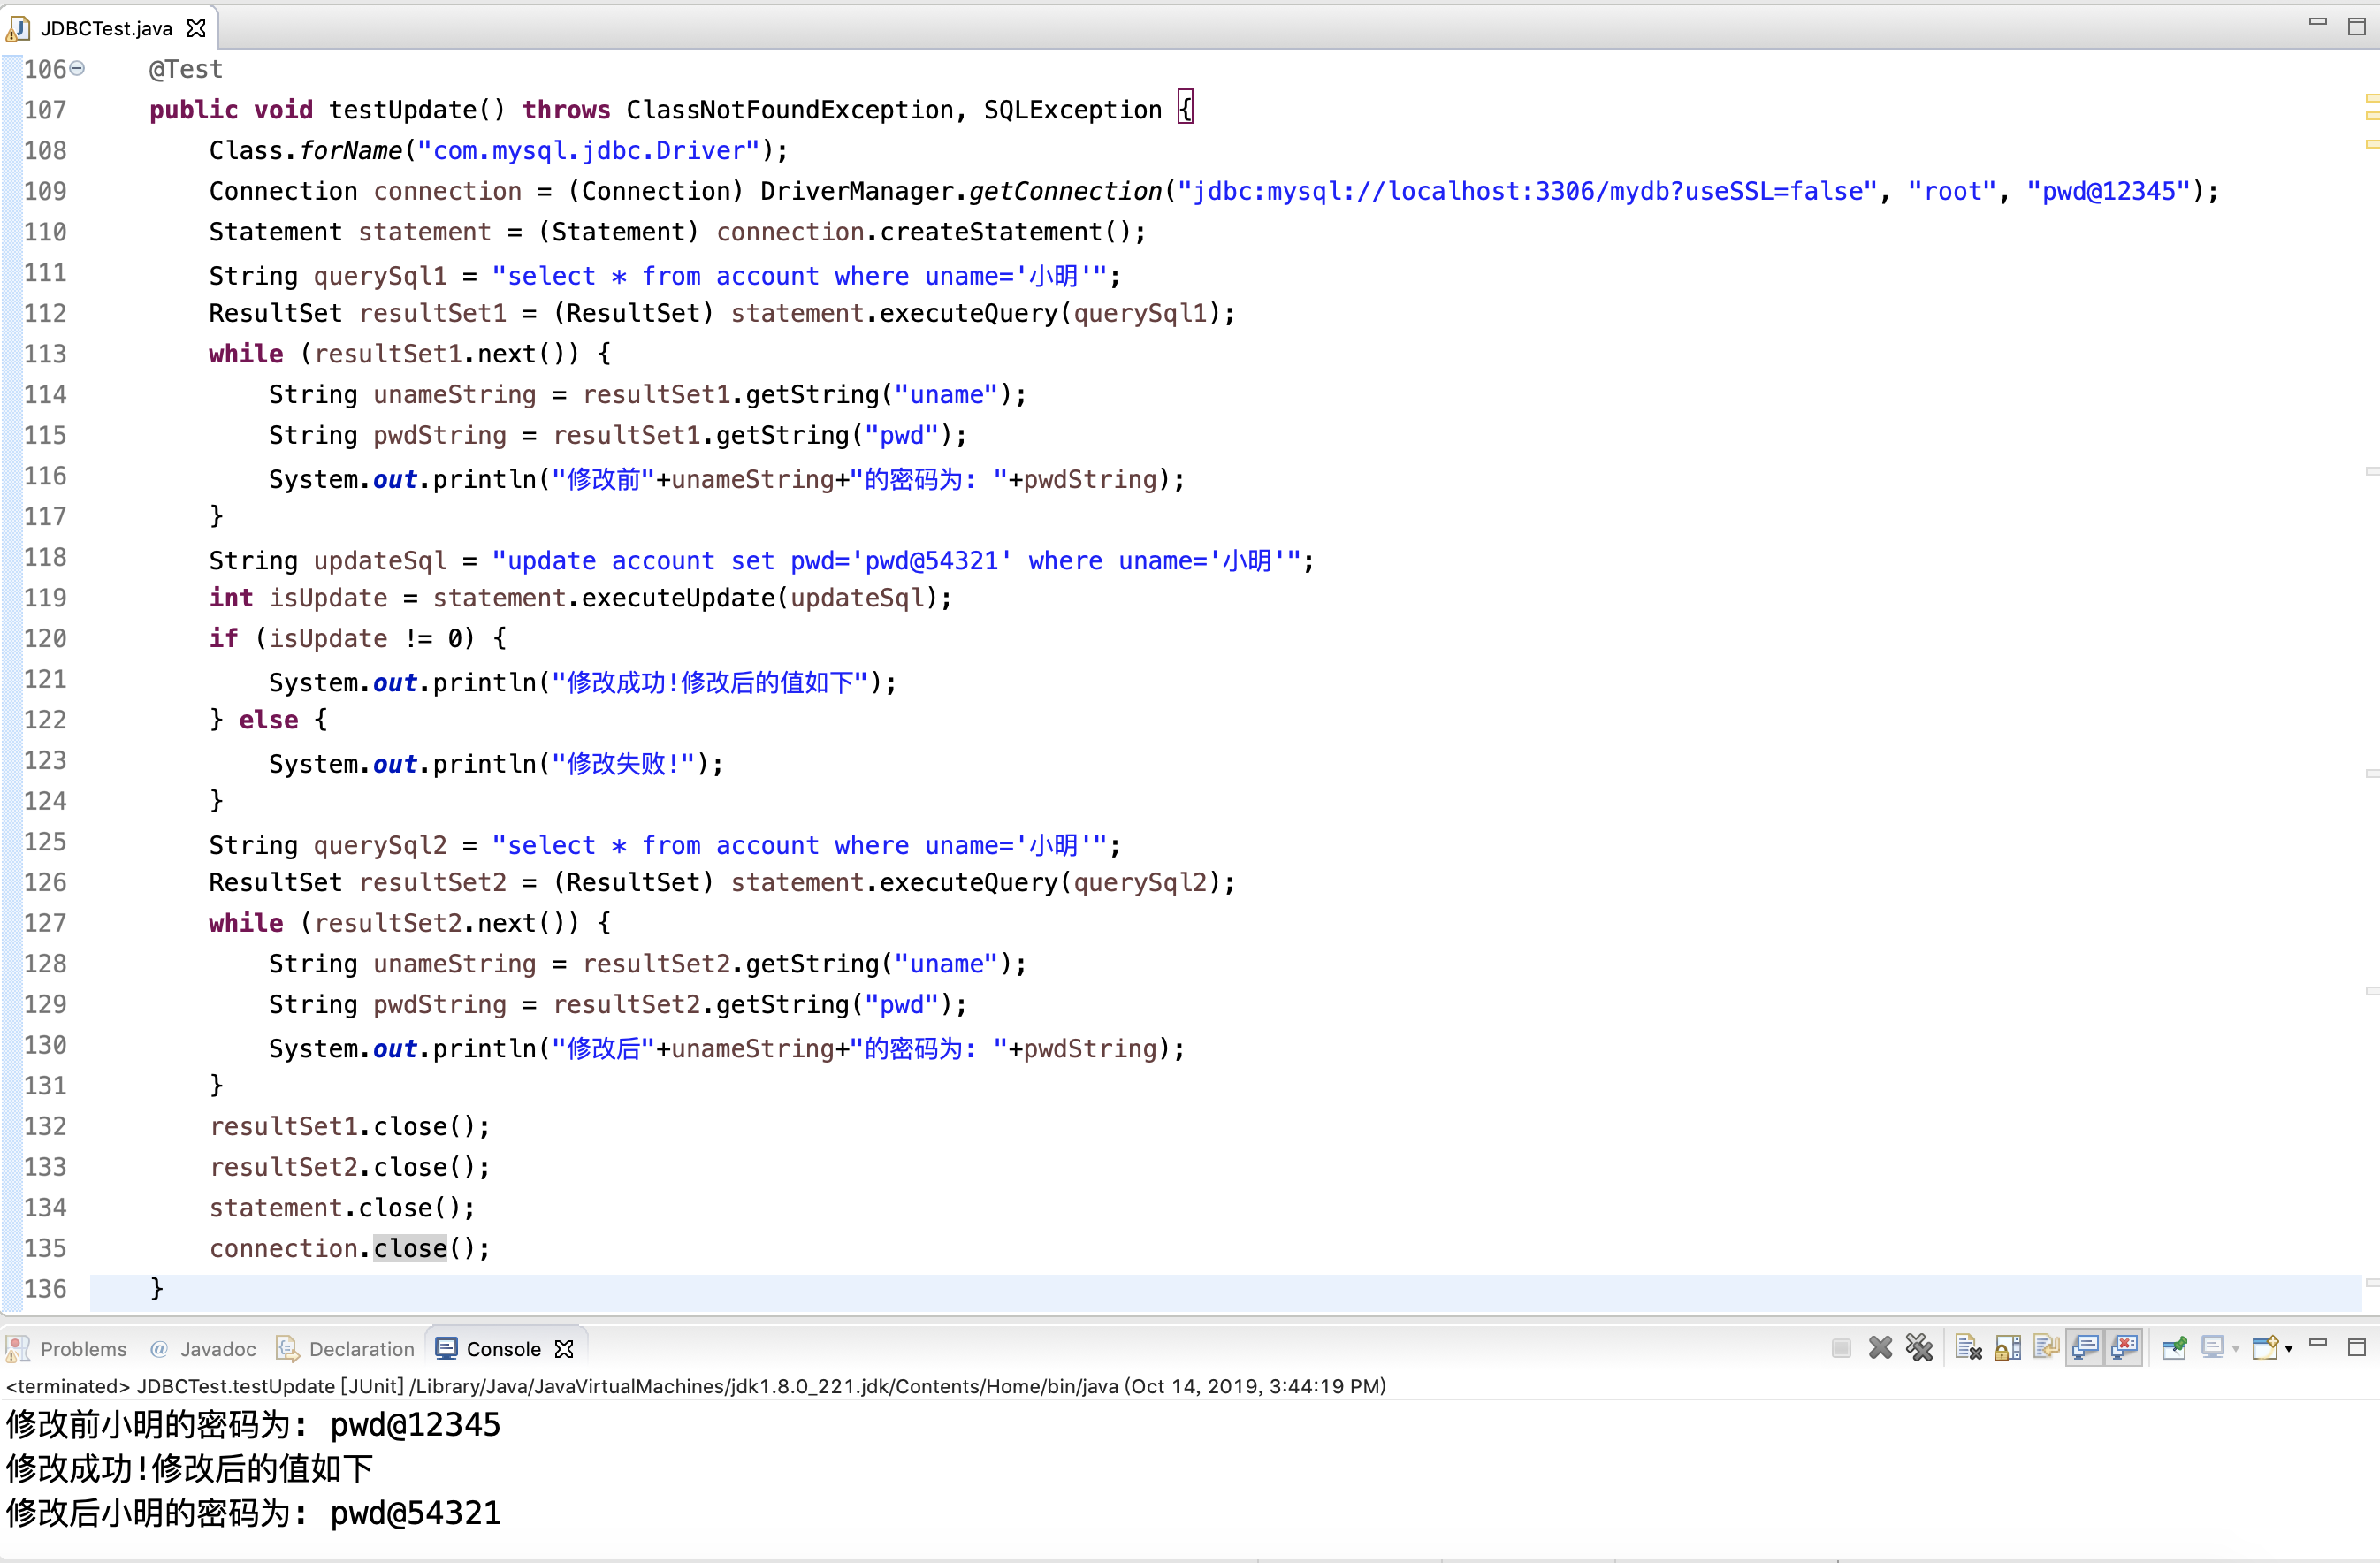 JDBCTest.java
106 @Test
107 public void testUpdate() throws ClassNotFoundException, SQLException {
108 Class.forName("com.mysql.jdbc.Driver");
109 Connection connection = (Connection) DriverManager.getConnection("jdbc:mysql://localhost:3306/mydb?useSSL=false", "root", "pwd@12345");
110 Statement statement = (Statement) connection.createStatement();
111 String querySql1 = "select * from account where uname='小明'";
112 ResultSet resultSet1 = (ResultSet) statement.executeQuery(querySql1);
113 while (resultSet1.next()) {
114 String unameString = resultSet1.getString("uname");
115 String pwdString = resultSet1.getString("pwd");
116 System.out.println("修改前"+unameString+"的密码为: "+pwdString);
117 }
118 String updateSql = "update account set pwd='pwd@54321' where uname='小明'";
119 int isUpdate = statement.executeUpdate(updateSql);
120 if (isUpdate != 0) {
121 System.out.println("修改成功!修改后的值如下");
122 } else {
123 System.out.println("修改失败!");
124 }
125 String querySql2 = "select * from account where uname='小明'";
126 ResultSet resultSet2 = (ResultSet) statement.executeQuery(querySql2);
127 while (resultSet2.next()) {
128 String unameString = resultSet2.getString("uname");
129 String pwdString = resultSet2.getString("pwd");
130 System.out.println("修改后"+unameString+"的密码为: "+pwdString);
131 }
132 resultSet1.close();
133 resultSet2.close();
134 statement.close();
135 connection.close();
136 }
Problems @ Javadoc Declaration Console
<terminated> JDBCTest.testUpdate [JUnit] /Library/Java/JavaVirtualMachines/jdk1.8.0_221.jdk/Contents/Home/bin/java (Oct 14, 2019, 3:44:19 PM)
修改前小明的密码为: pwd@12345
修改成功!修改后的值如下
修改后小明的密码为: pwd@54321